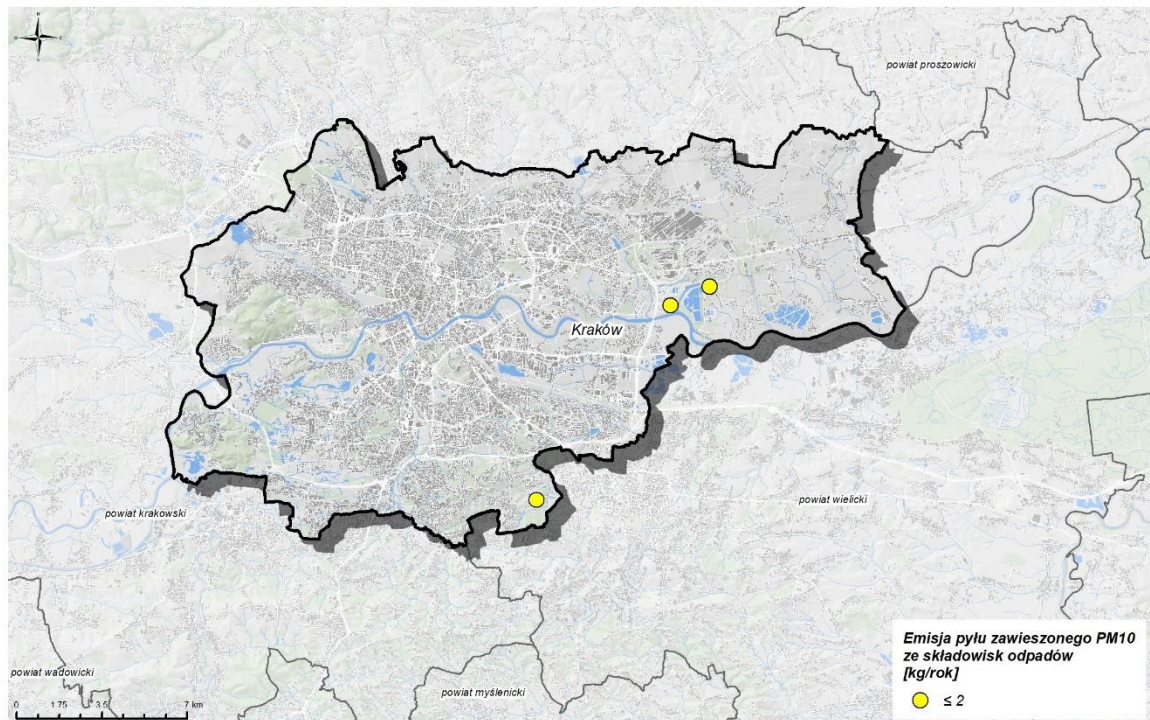 powiat proszowicki
Kraków
powiat wielicki
powiat krakowski
powiat wadowicki
powiat myślenicki
0 1.75 3.5 7 km
Emisja pyłu zawieszonego PM10
ze składowisk odpadów
[kg/rok]
≤ 2